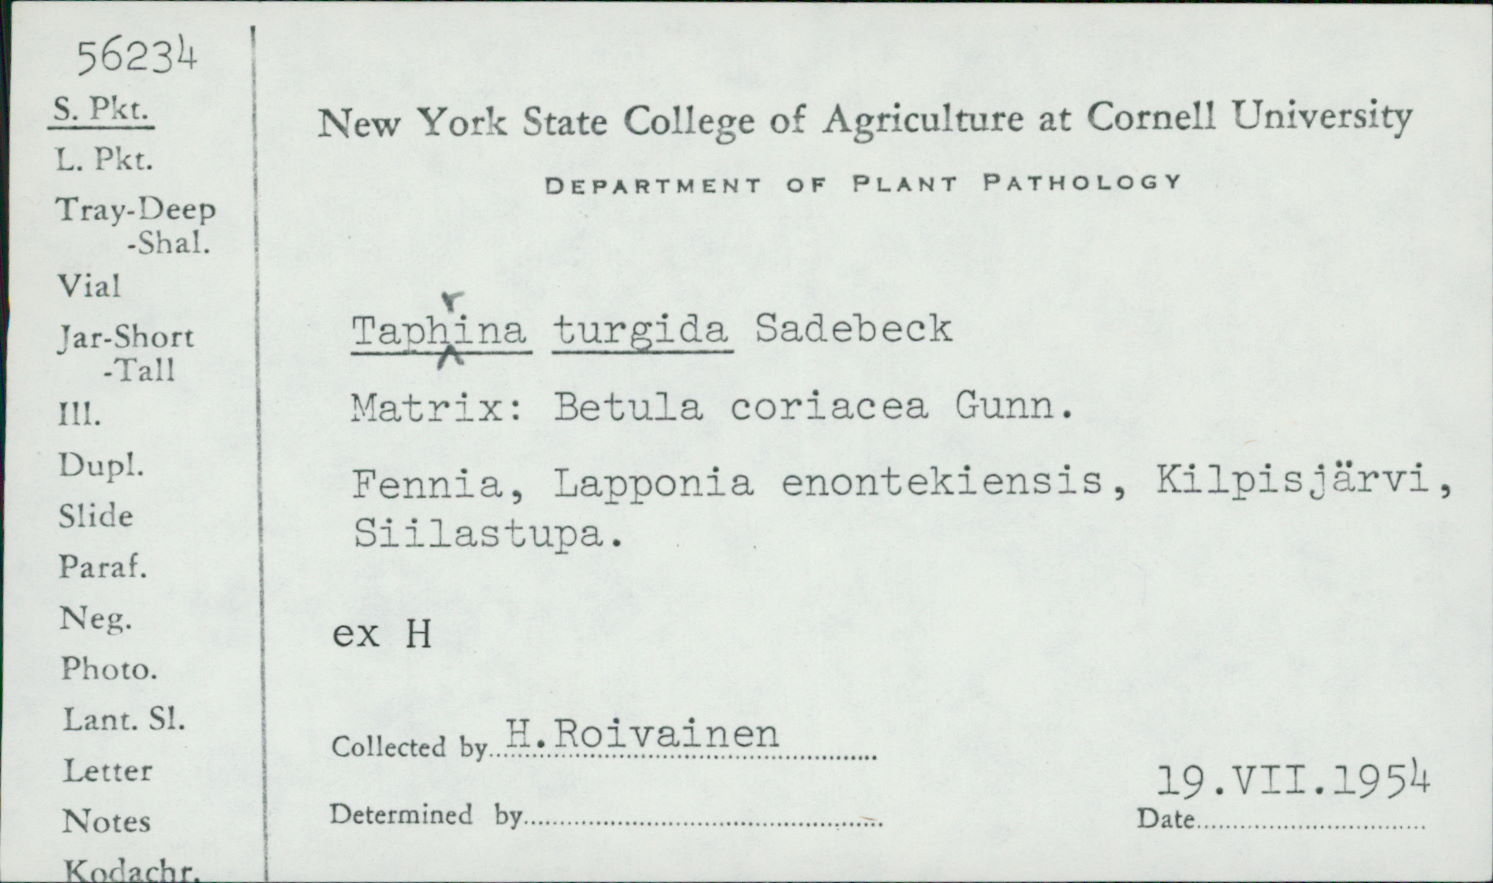 56234
S. Pkt.
L. Pkt.
Tray-Deep
-Shal.
Vial
Jar-Short
-Tall
Ill.
Dupl.
Slide
Paraf.
Neg.
Photo.
Lant. Sl.
Letter
Notes
Kodachr.
New York State College of Agriculture at Cornell University
DEPARTMENT OF PLANT PATHOLOGY
r
Taphina turgida Sadebeck
Matrix: Betula coriacea Gunn.
Fennia, Lapponia enontekiensis, Kilpisjärvi,
Siilastupa.
ex H
Collected by H.Roivainen
Determined by
19.VII.1954
Date